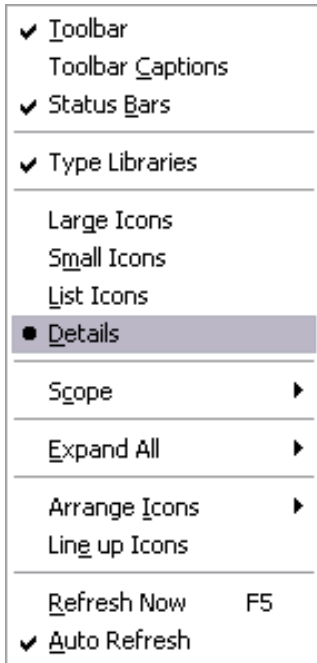 Toolbar
Toolbar Captions
Status Bars
Type Libraries
Large Icons
Small Icons
List Icons
Details
Scope
Expand All
Arrange Icons
Line up Icons
Refresh Now F5
Auto Refresh